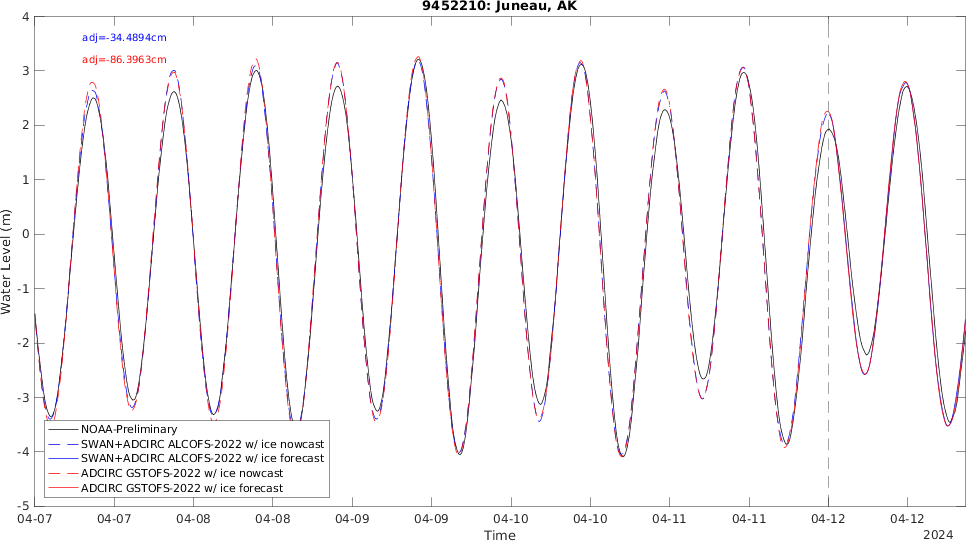 9452210: Juneau, AK
adj=-34.4894cm
adj=-86.3963cm
Water Level (m)
4
3
2
1
0
-1
-2
-3
-4
-5
NOAA-Preliminary
SWAN+ADCIRC ALCOFS-2022 w/ ice nowcast
SWAN+ADCIRC ALCOFS-2022 w/ ice forecast
ADCIRC GSTOFS-2022 w/ ice nowcast
ADCIRC GSTOFS-2022 w/ ice forecast
04-07 04-07 04-08 04-08 04-09 04-09 04-10 04-10 04-11 04-11 04-12 04-12
Time
2024